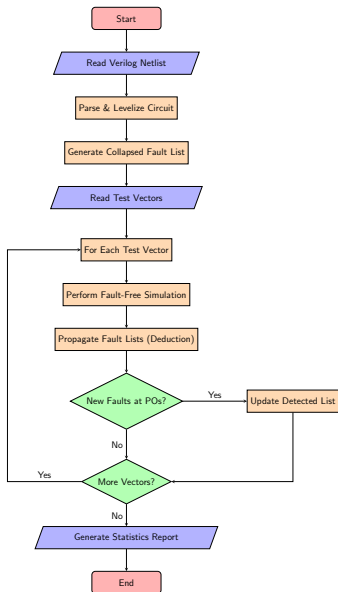 Start
Read Verilog Netlist
Parse & Levelize Circuit
Generate Collapsed Fault List
Read Test Vectors
For Each Test Vector
Perform Fault-Free Simulation
Propagate Fault Lists (Deduction)
New Faults at POs?
Yes
Update Detected List
No
Yes
More Vectors?
No
Generate Statistics Report
End